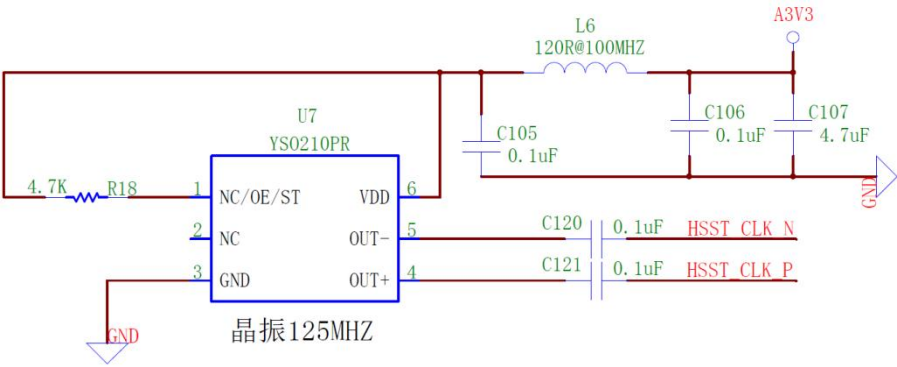 A3V3
L6
120R@100MHZ
U7
YSO210PR
C105
0.1uF
C106
0.1uF
C107
4.7uF
4.7K R18
1 NC/OE/ST VDD 6
2 NC OUT- 5
3 GND OUT+ 4
C120 0.1uF HSST_CLK_N
C121 0.1uF HSST_CLK_P
GND
GND
晶振125MHZ